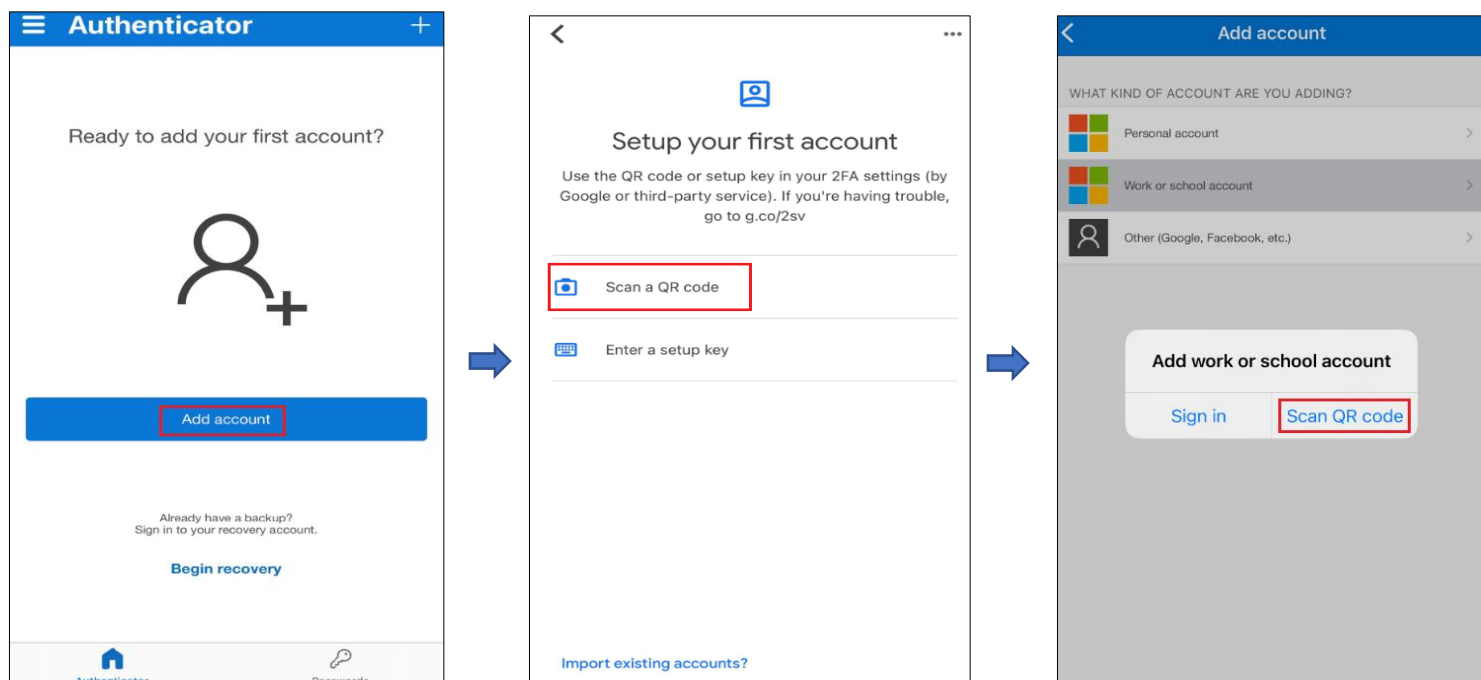 Authenticator
Ready to add your first account?
Add account
Already have a backup?
Sign in to your recovery account.
Begin recovery
Authenticator
Passwords
Setup your first account
Use the QR code or setup key in your 2FA settings (by
Google or third-party service). If you're having trouble,
go to g.co/2sv
Scan a QR code
Enter a setup key
Import existing accounts?
Add account
WHAT KIND OF ACCOUNT ARE YOU ADDING?
Personal account
Work or school account
Other (Google, Facebook, etc.)
Add work or school account
Sign in
Scan QR code